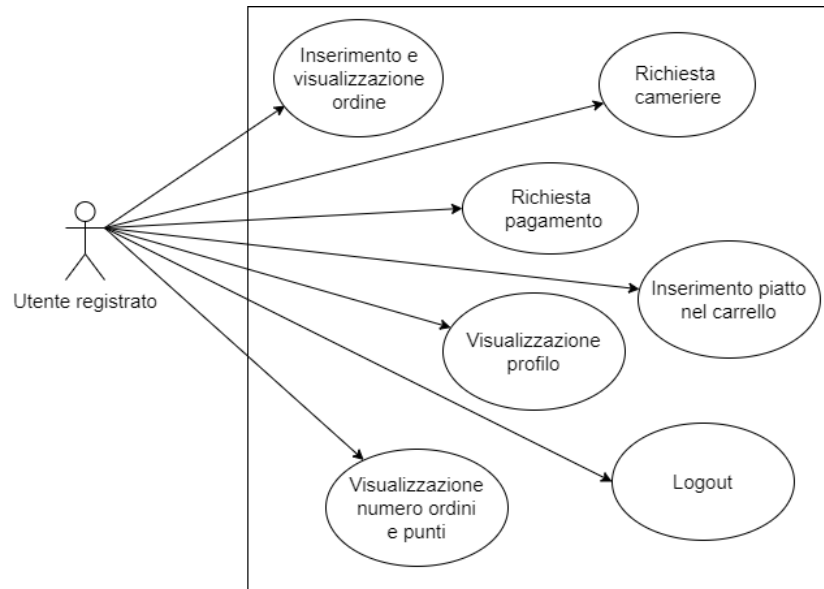 Inserimento e
visualizzazione
ordine
Richiesta
cameriere
Richiesta
pagamento
Utente registrato
Inserimento piatto
nel carrello
Visualizzazione
profilo
Visualizzazione
numero ordini
e punti
Logout